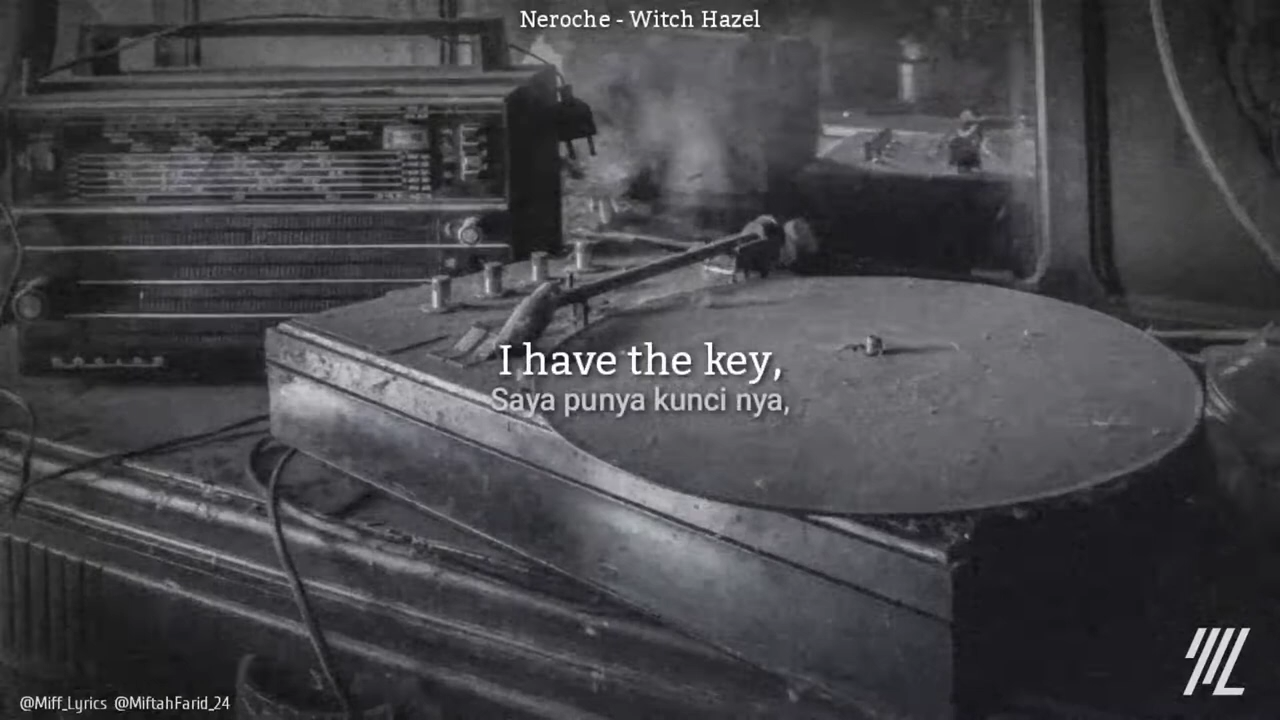 Neroche - Witch Hazel
I have the key,
Saya punya kunci nya,
@Miff_Lyrics @MiftahFarid_24